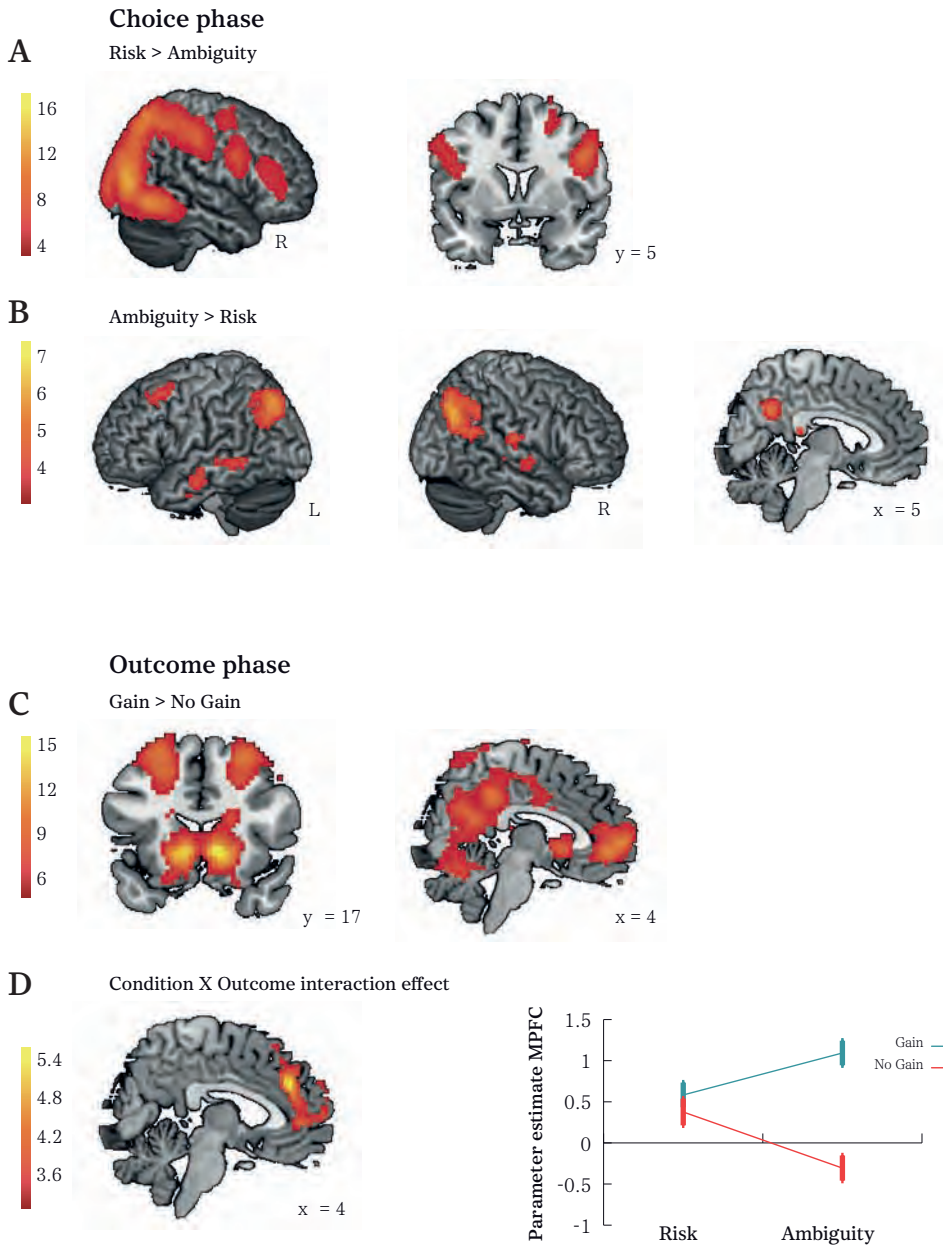 Choice phase
A
Risk > Ambiguity
16
12
8
4
R
y = 5
B
Ambiguity > Risk
7
6
5
4
L
R
x = 5
Outcome phase
C
Gain > No Gain
15
12
9
6
y = 17
x = 4
D
Condition X Outcome interaction effect
5.4
4.8
4.2
3.6
x = 4
Parameter estimate MPFC
1.5
1
0.5
0
-0.5
-1
Gain
No Gain
Risk
Ambiguity